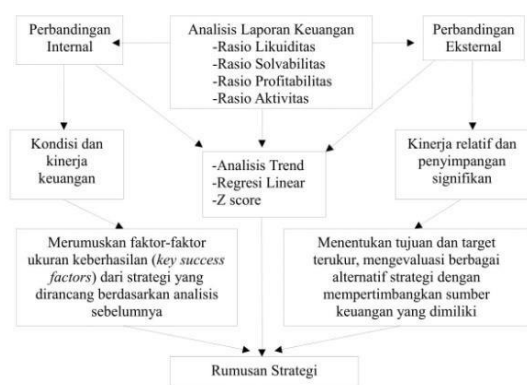 Perbandingan
Internal
Analisis Laporan Keuangan
-Rasio Likuiditas
-Rasio Solvabilitas
-Rasio Profitabilitas
-Rasio Aktivitas
Perbandingan
Eksternal
Kondisi dan
kinerja
keuangan
-Analisis Trend
-Regresi Linear
-Z score
Kinerja relatif dan
penyimpangan
signifikan
Merumuskan faktor-faktor
ukuran keberhasilan (key success
factors) dari strategi yang
dirancang berdasarkan analisis
sebelumnya
Menentukan tujuan dan target
terukur, mengevaluasi berbagai
alternatif strategi dengan
mempertimbangkan sumber
keuangan yang dimiliki
Rumusan Strategi